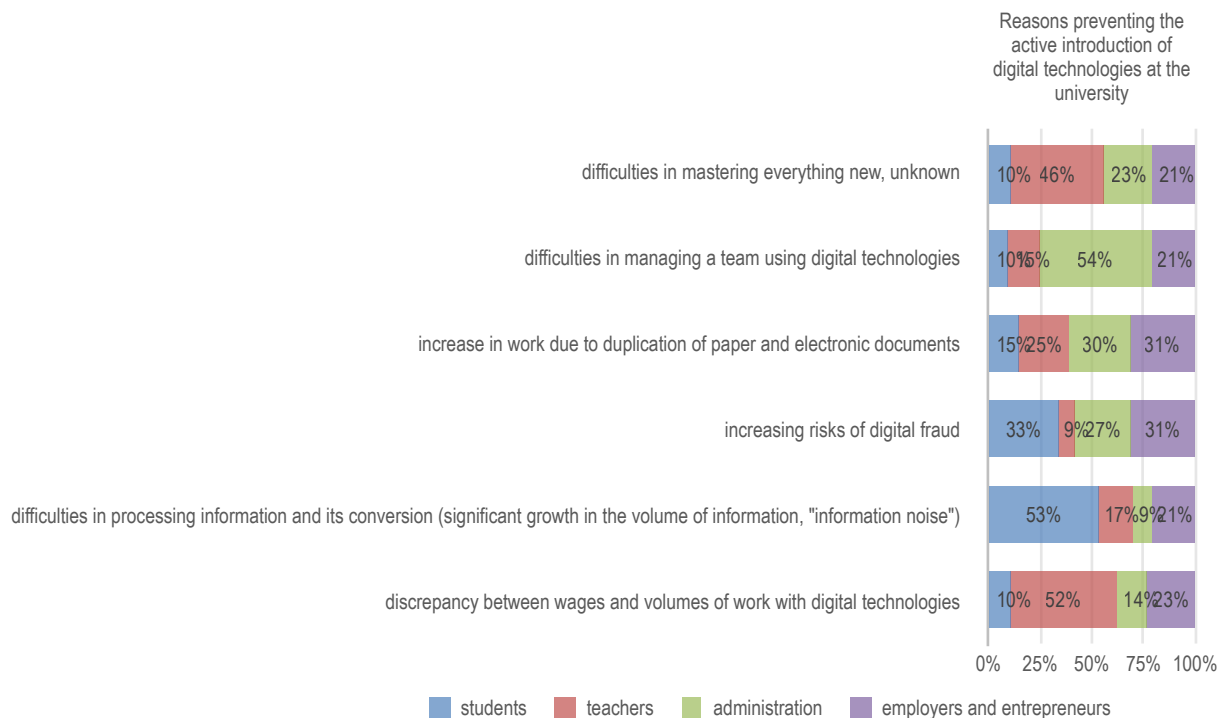 Reasons preventing the
active introduction of
digital technologies at the
university
difficulties in mastering everything new, unknown
10% 46% 23% 21%
difficulties in managing a team using digital technologies
10% 15% 54% 21%
increase in work due to duplication of paper and electronic documents
15% 25% 30% 31%
increasing risks of digital fraud
33% 9% 27% 31%
difficulties in processing information and its conversion (significant growth in the volume of information, "information noise")
53% 17% 9% 21%
discrepancy between wages and volumes of work with digital technologies
10% 52% 14% 23%
0% 25% 50% 75% 100%
students teachers administration employers and entrepreneurs